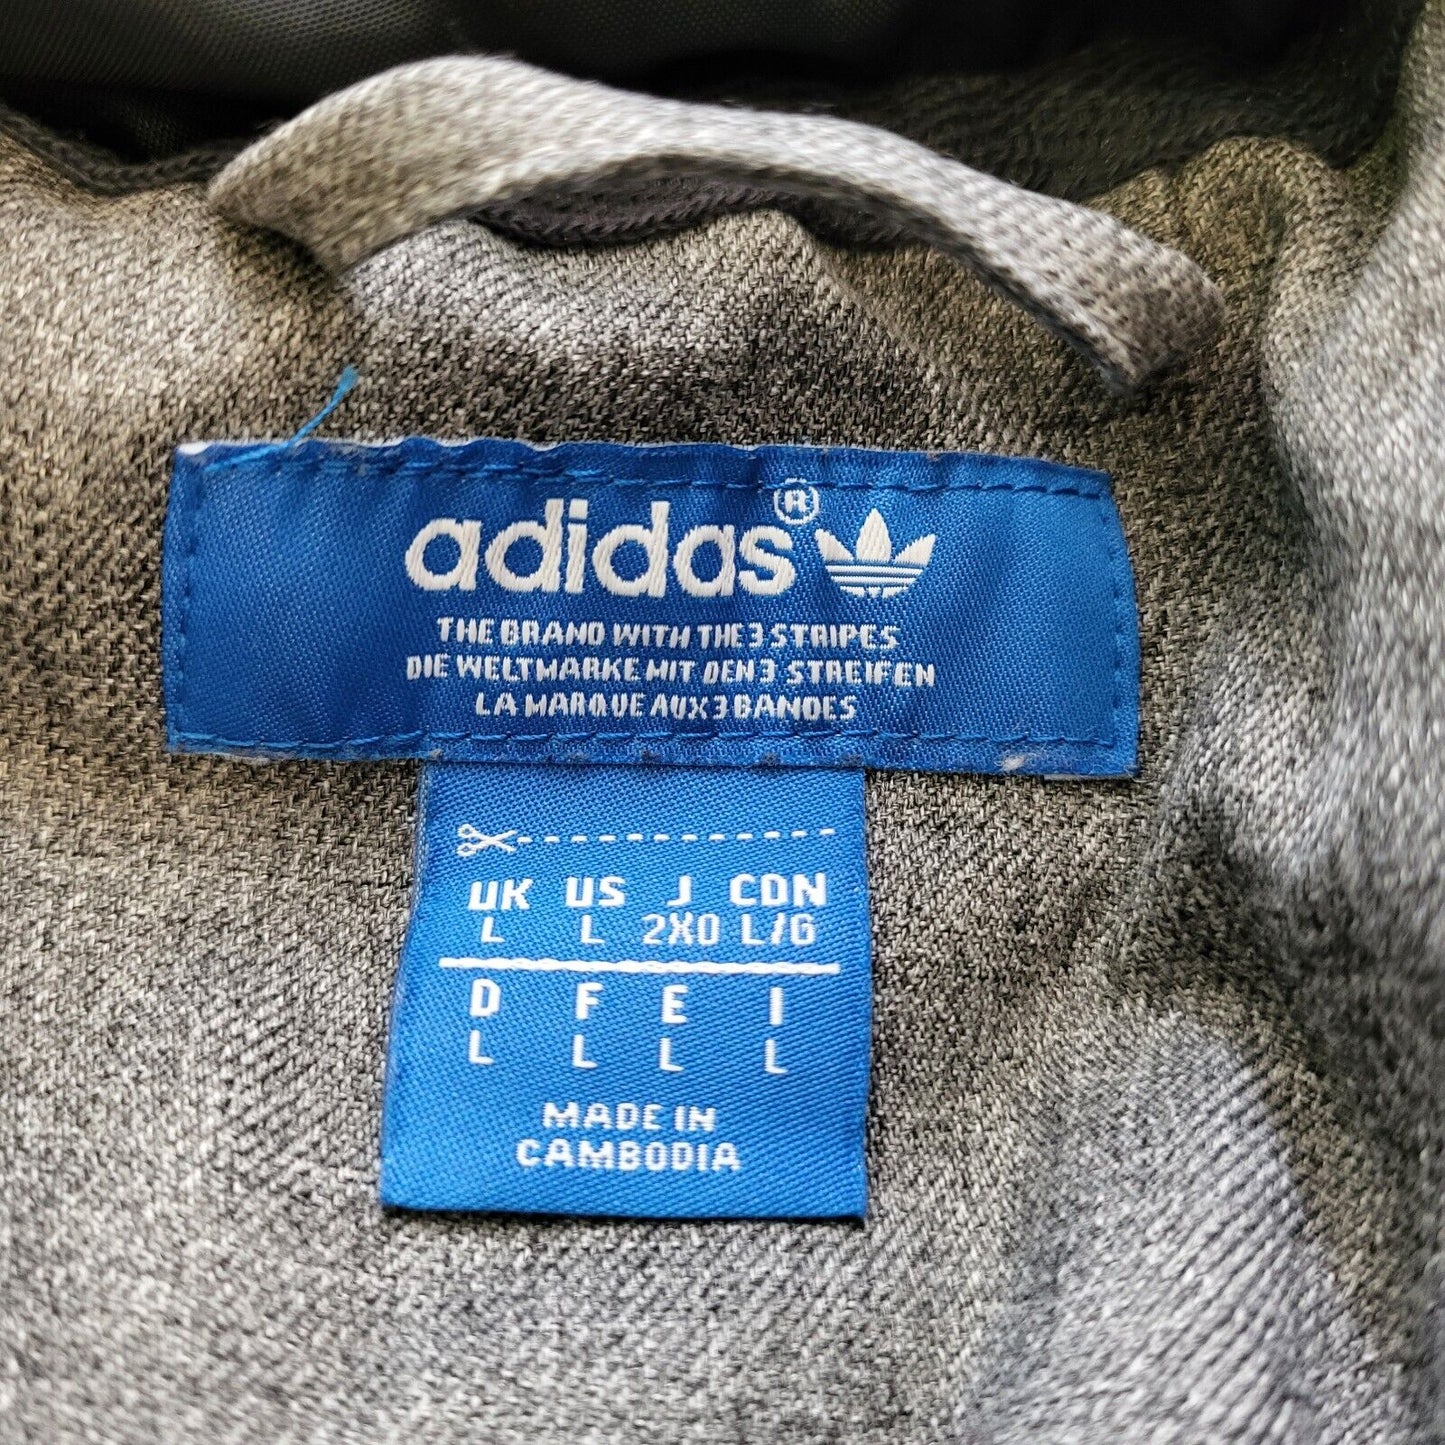 adidas®
THE BRAND WITH THE 3 STRIPES
DIE WELTMARKE MIT DEN 3 STREIFEN
LA MARQUE AUX 3 BANDES
UK US J CDN
L L 2XO L/G
D F E I
L L L L
MADE IN
CAMBODIA